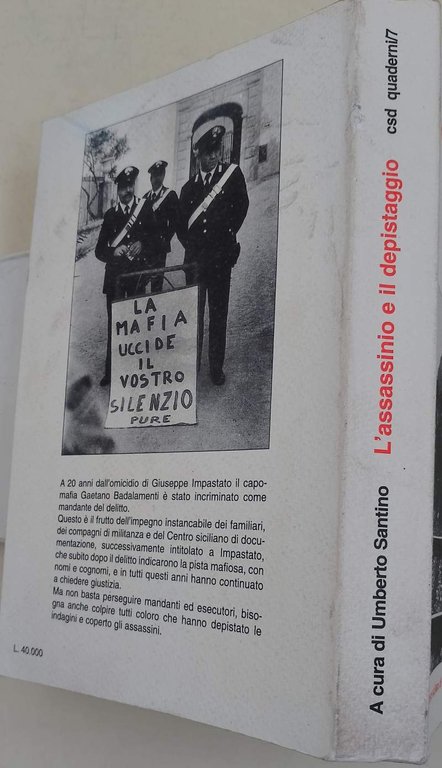 LA
MAFIA
UCCIDE
IL
VOSTRO
SILENZIO
PURE
A 20 anni dall'omicidio di Giuseppe Impastato il capo-
mafia Gaetano Badalamenti è stato incriminato come
mandante del delitto.
Questo è il frutto dell'impegno instancabile dei familiari,
dei compagni di militanza e del Centro siciliano di docu-
mentazione, successivamente intitolato a Impastato,
che subito dopo il delitto indicarono la pista mafiosa, con
nomi e cognomi, e in tutti questi anni hanno continuato
a chiedere giustizia.
Ma non basta perseguire mandanti ed esecutori, biso-
gna anche colpire tutti coloro che hanno depistato le
indagini e coperto gli assassini.
L. 40.000
A cura di Umberto Santino L'assassinio e il depistaggio csd quaderni/7